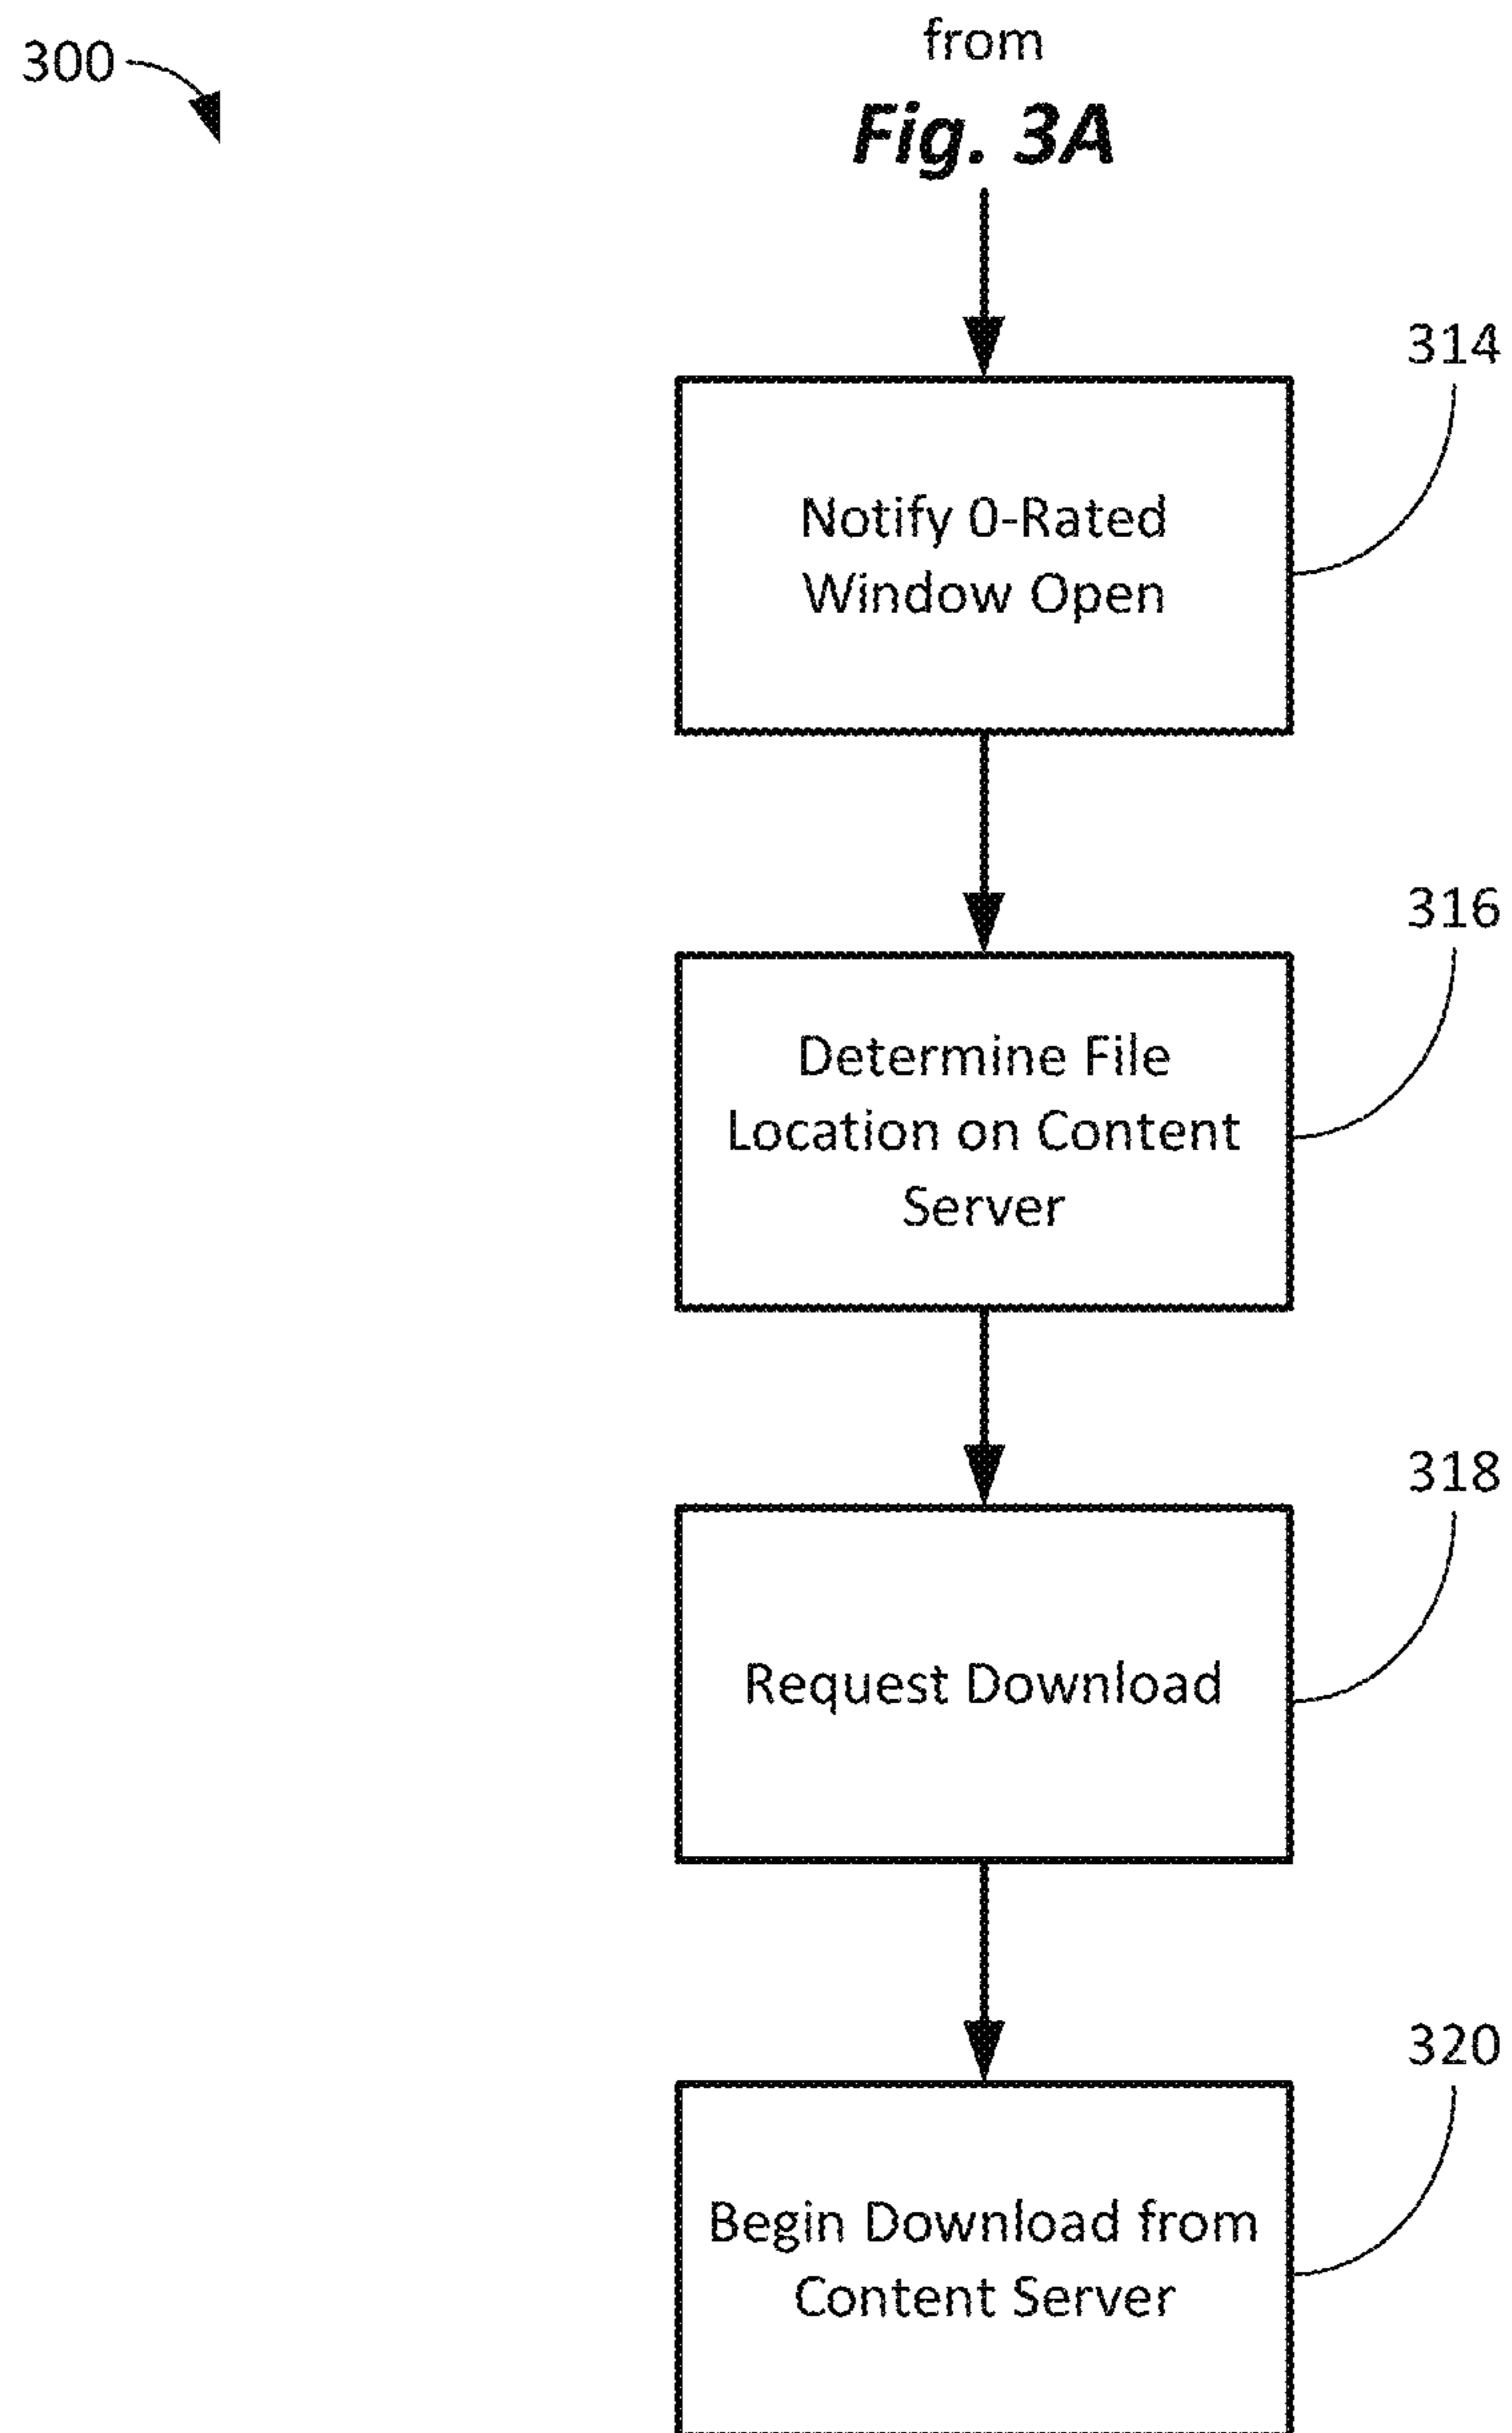 300
from
Fig. 3A
314
Notify 0-Rated
Window Open
316
Determine File
Location on Content
Server
318
Request Download
320
Begin Download from
Content Server